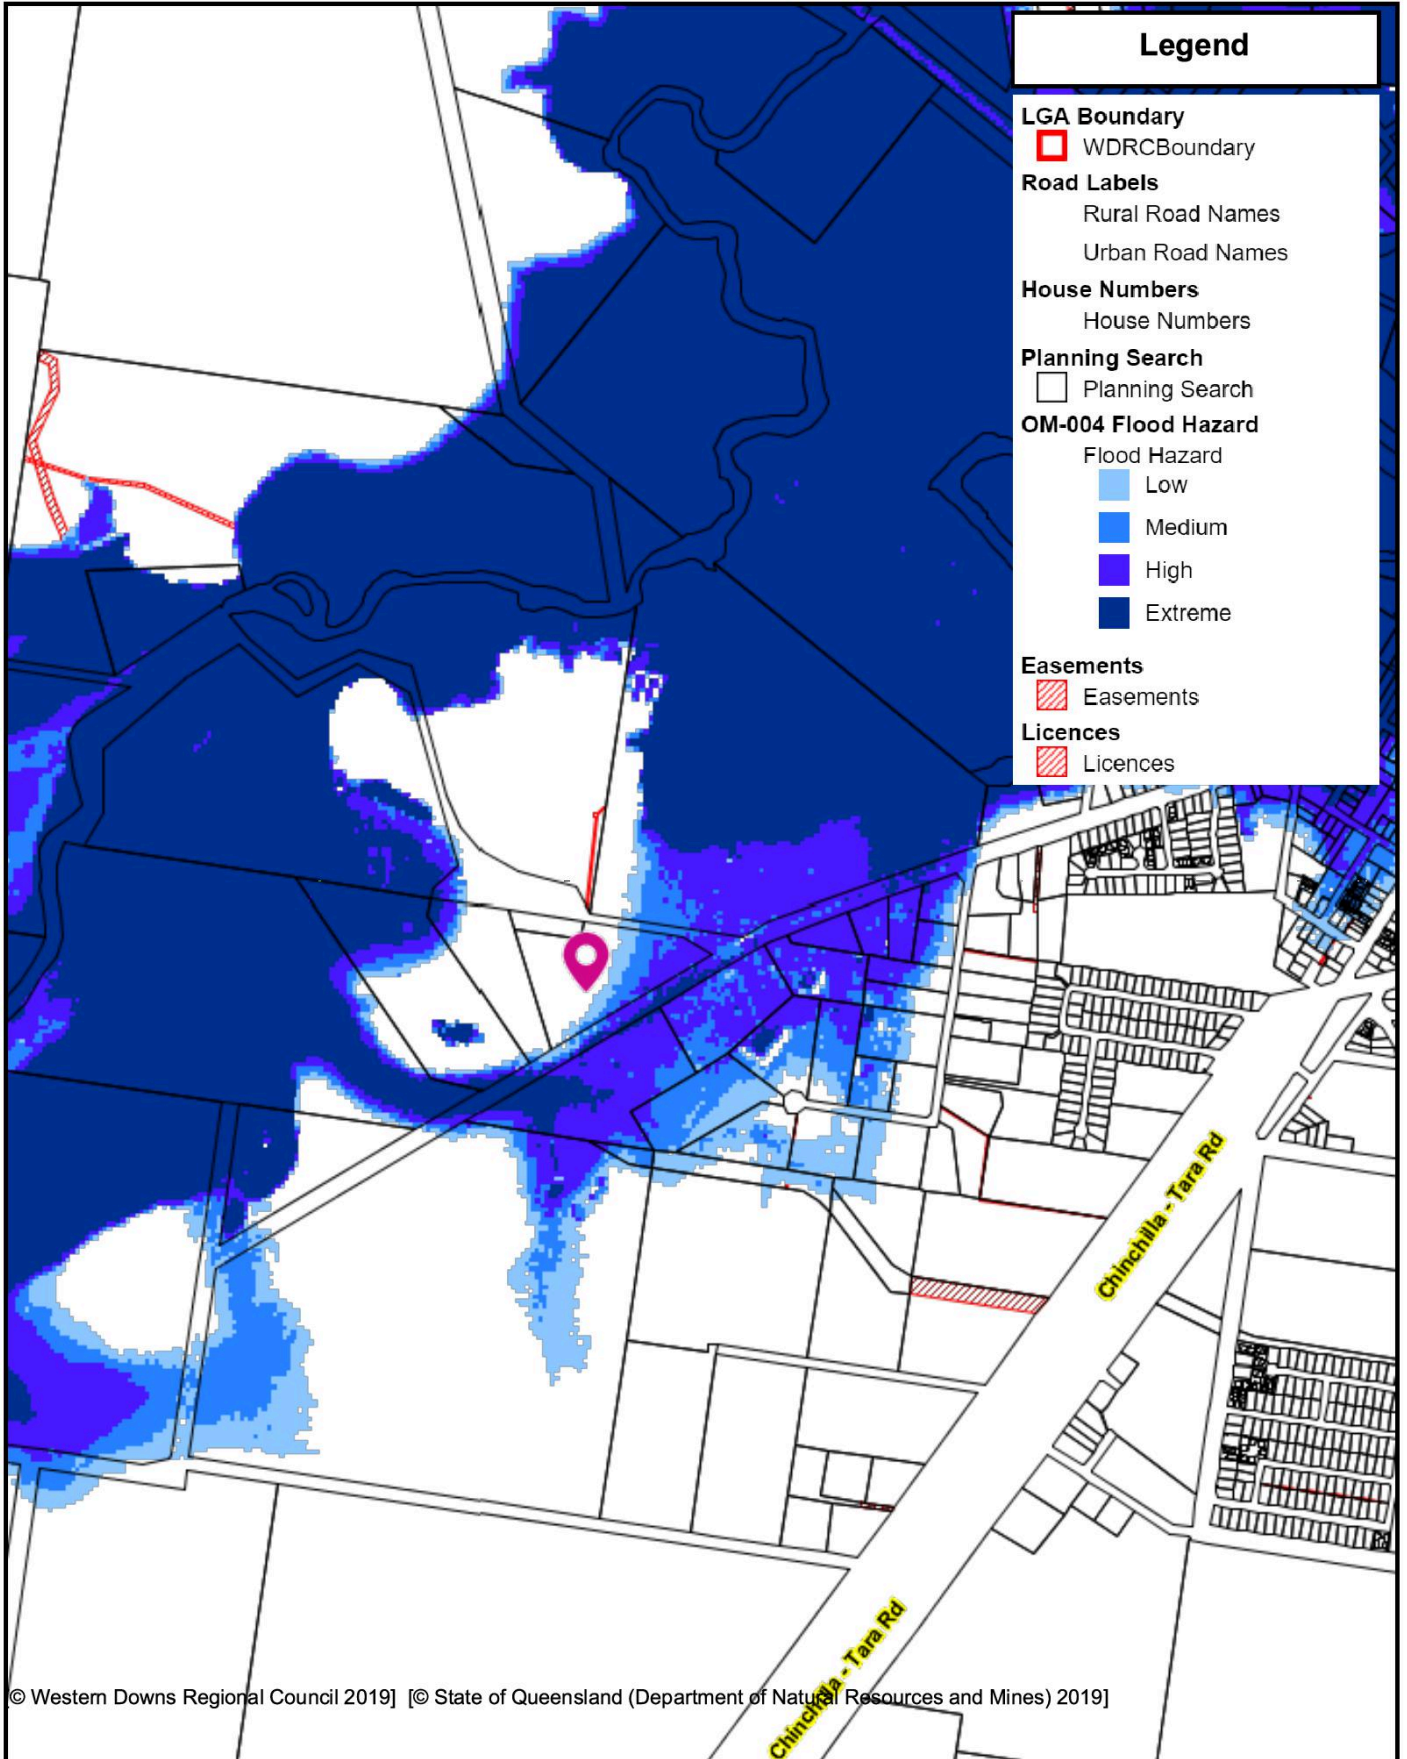 Legend
LGA Boundary
WDRCBoundary
Road Labels
Rural Road Names
Urban Road Names
House Numbers
House Numbers
Planning Search
Planning Search
OM-004 Flood Hazard
Flood Hazard
Low
Medium
High
Extreme
Easements
Easements
Licences
Licences
Chinchilla - Tara Rd
Chinchilla - Tara Rd
© Western Downs Regional Council 2019] [© State of Queensland (Department of Natural Resources and Mines) 2019]